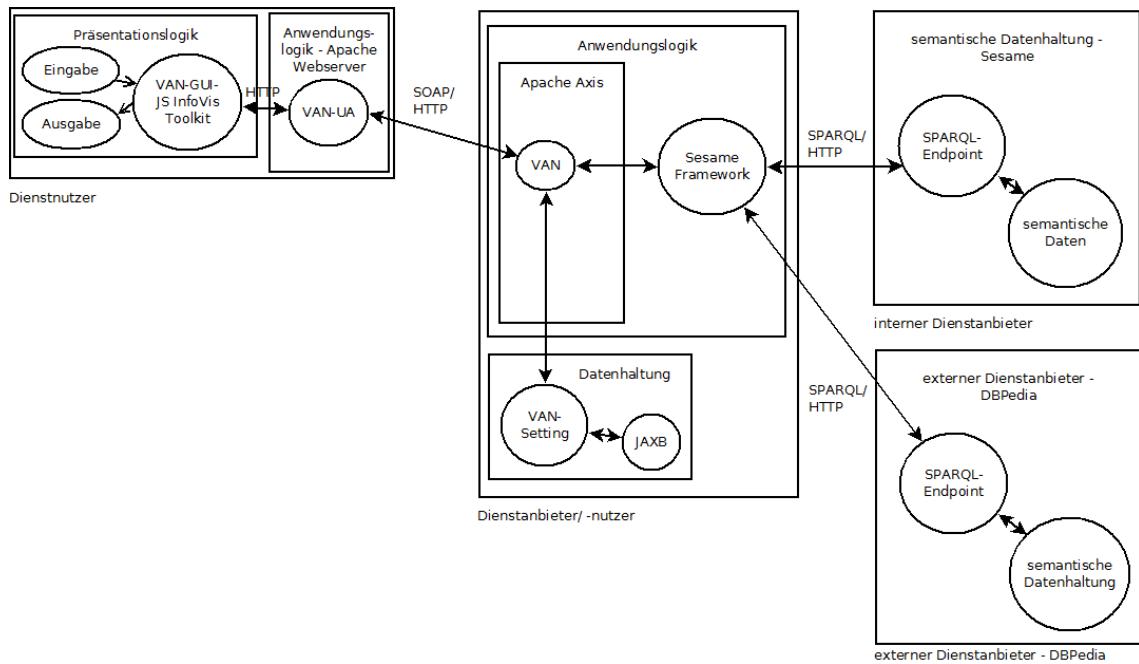 Präsentationslogik
Eingabe
Ausgabe
VAN-GUI-
JS InfoVis
Toolkit
HTTP
Anwendungs-
logik - Apache
Webserver
VAN-UA
Dienstnutzer
SOAP/
HTTP
Anwendungslogik
Apache Axis
VAN
Sesame
Framework
Datenhaltung
VAN-
Setting
JAXB
Dienstanbieter/ -nutzer
SPARQL/
HTTP
semantische Datenhaltung -
Sesame
SPARQL-
Endpoint
semantische
Daten
interner Dienstanbieter
SPARQL/
HTTP
externer Dienstanbieter -
DBPedia
SPARQL-
Endpoint
semantische
Datenhaltung
externer Dienstanbieter - DBPedia